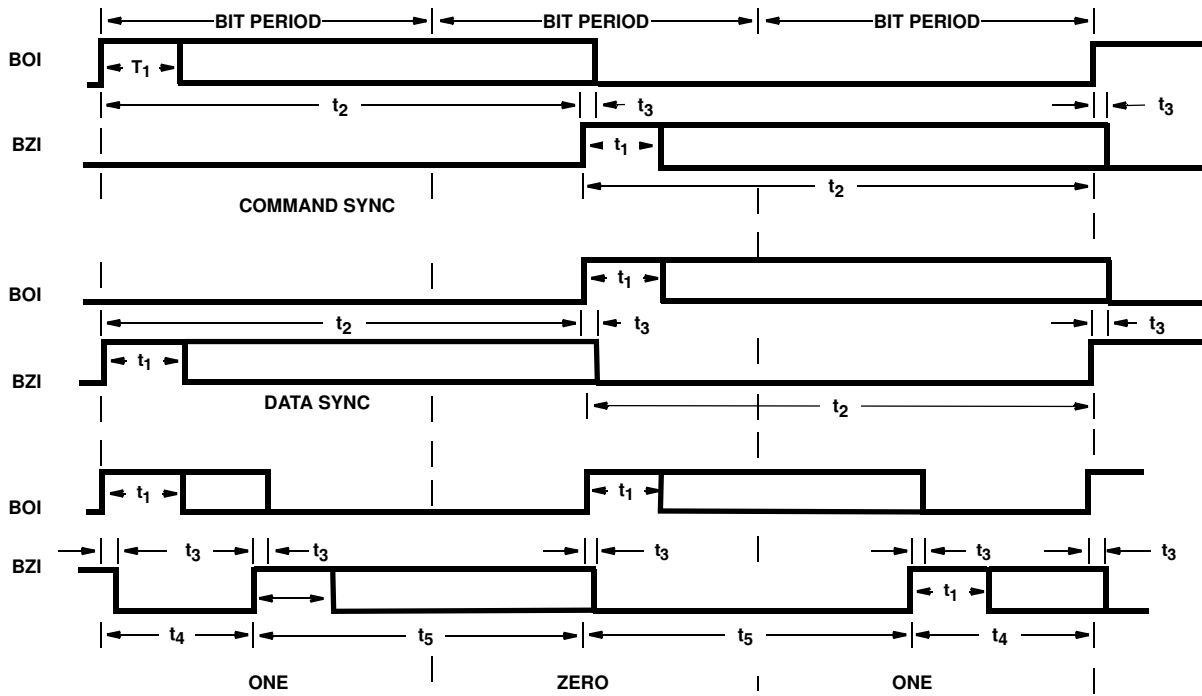 BIT PERIOD BIT PERIOD BIT PERIOD
BOI
T1
t2 t3 t3
BZI
t1
t2
COMMAND SYNC
BOI
t1
t2 t3 t3
BZI
t1
DATA SYNC
t2
BOI
t1 t1
BZI
t3 t3 t3 t3 t3
t1
t4 t5 t5 t4
ONE ZERO ONE